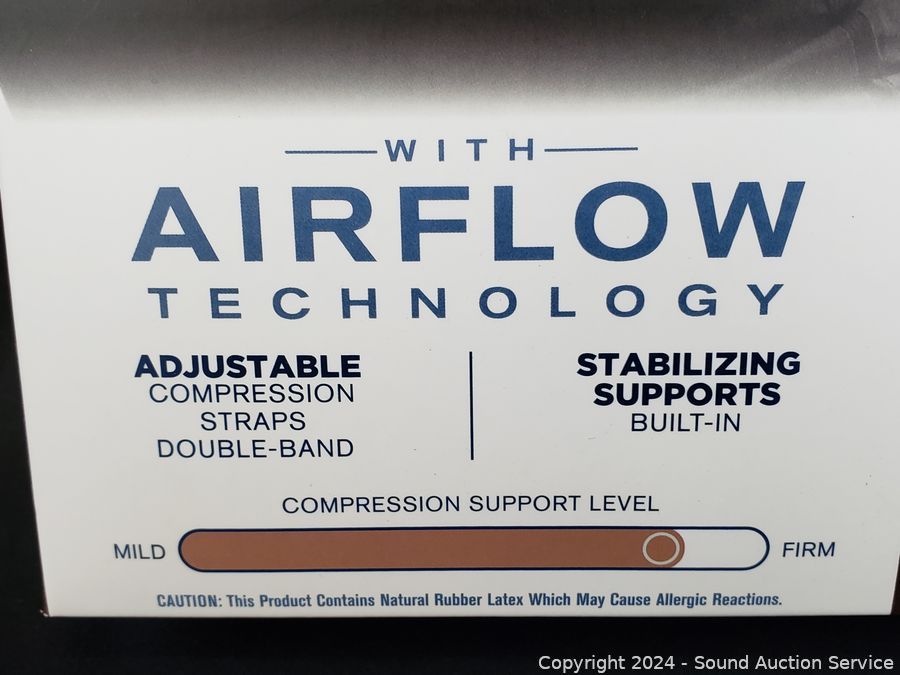 WITH
AIRFLOW
TECHNOLOGY
ADJUSTABLE
COMPRESSION
STRAPS
DOUBLE-BAND
STABILIZING
SUPPORTS
BUILT-IN
COMPRESSION SUPPORT LEVEL
MILD FIRM
CAUTION: This Product Contains Natural Rubber Latex Which May Cause Allergic Reactions.
Copyright 2024 - Sound Auction Service